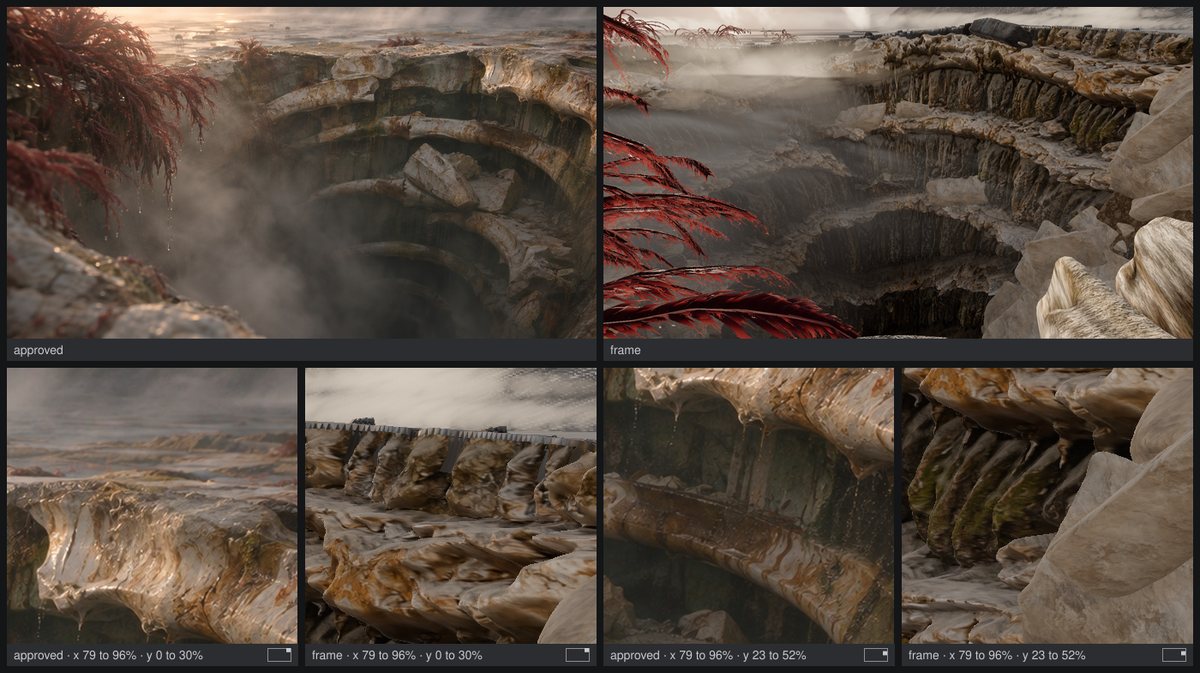 approved
frame
approved · x 79 to 96% · y 0 to 30%
frame · x 79 to 96% · y 0 to 30%
approved · x 79 to 96% · y 23 to 52%
frame · x 79 to 96% · y 23 to 52%